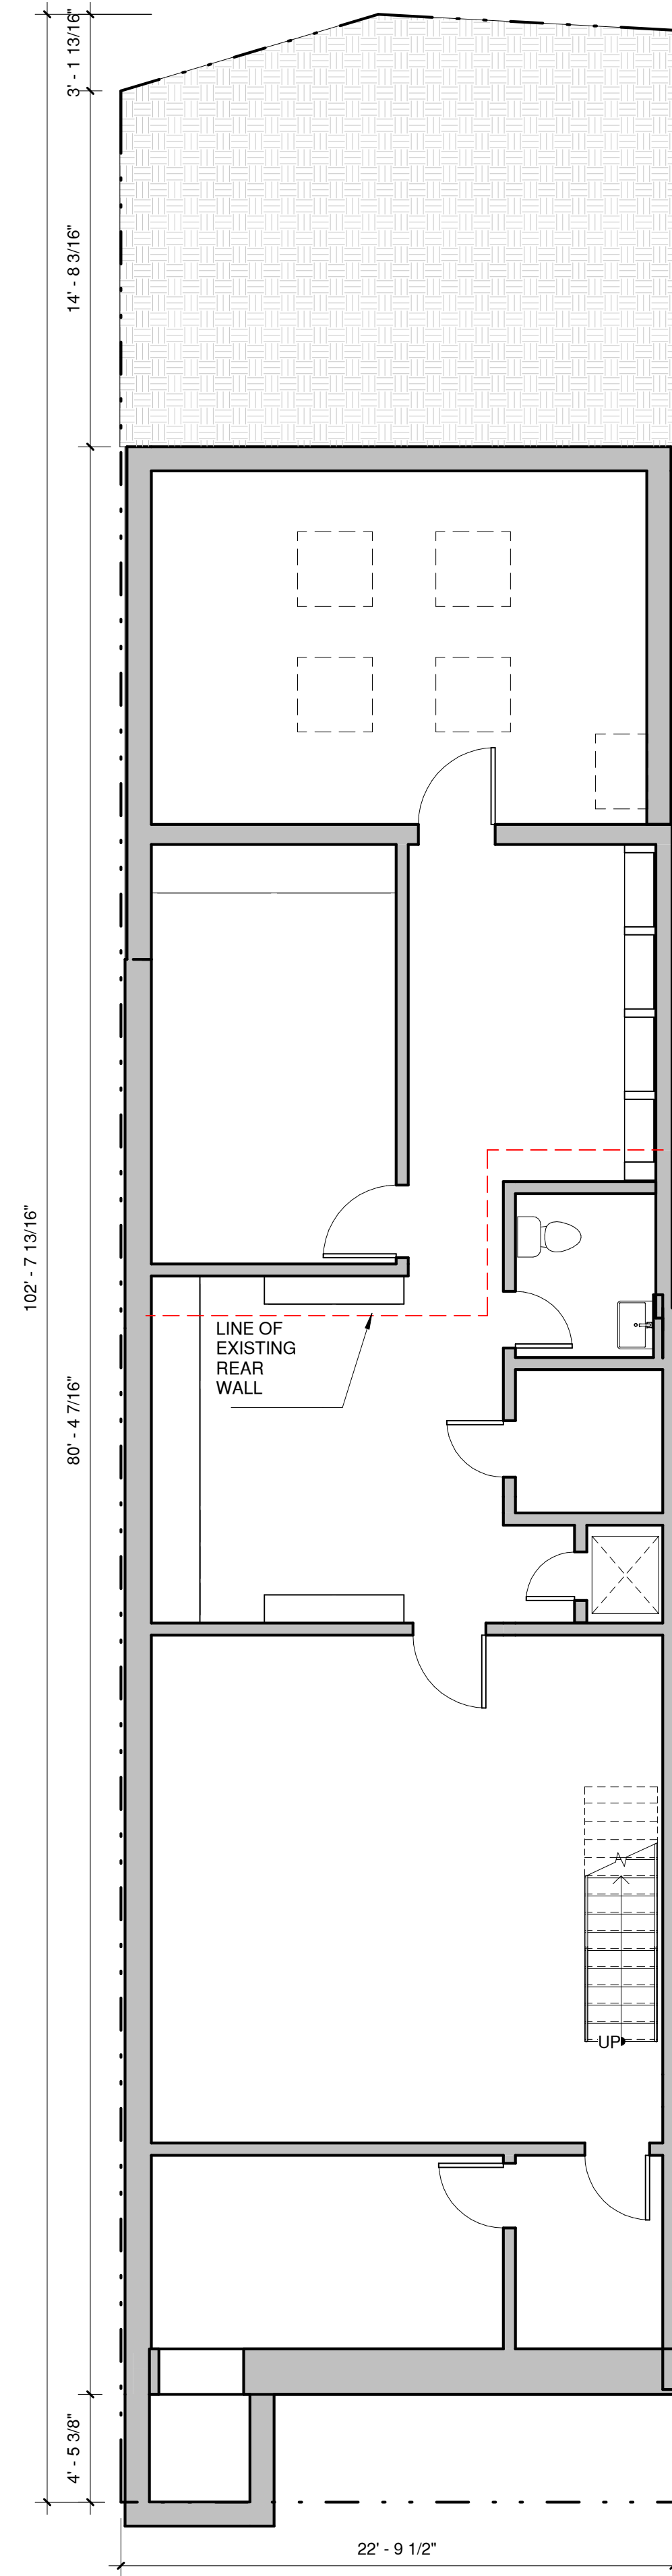 3' - 1 13/16"
14' - 8 3/16"
102' - 7 13/16"
LINE OF
EXISTING
REAR
WALL
80' - 4 7/16"
UP
4' - 5 3/8"
22' - 9 1/2"